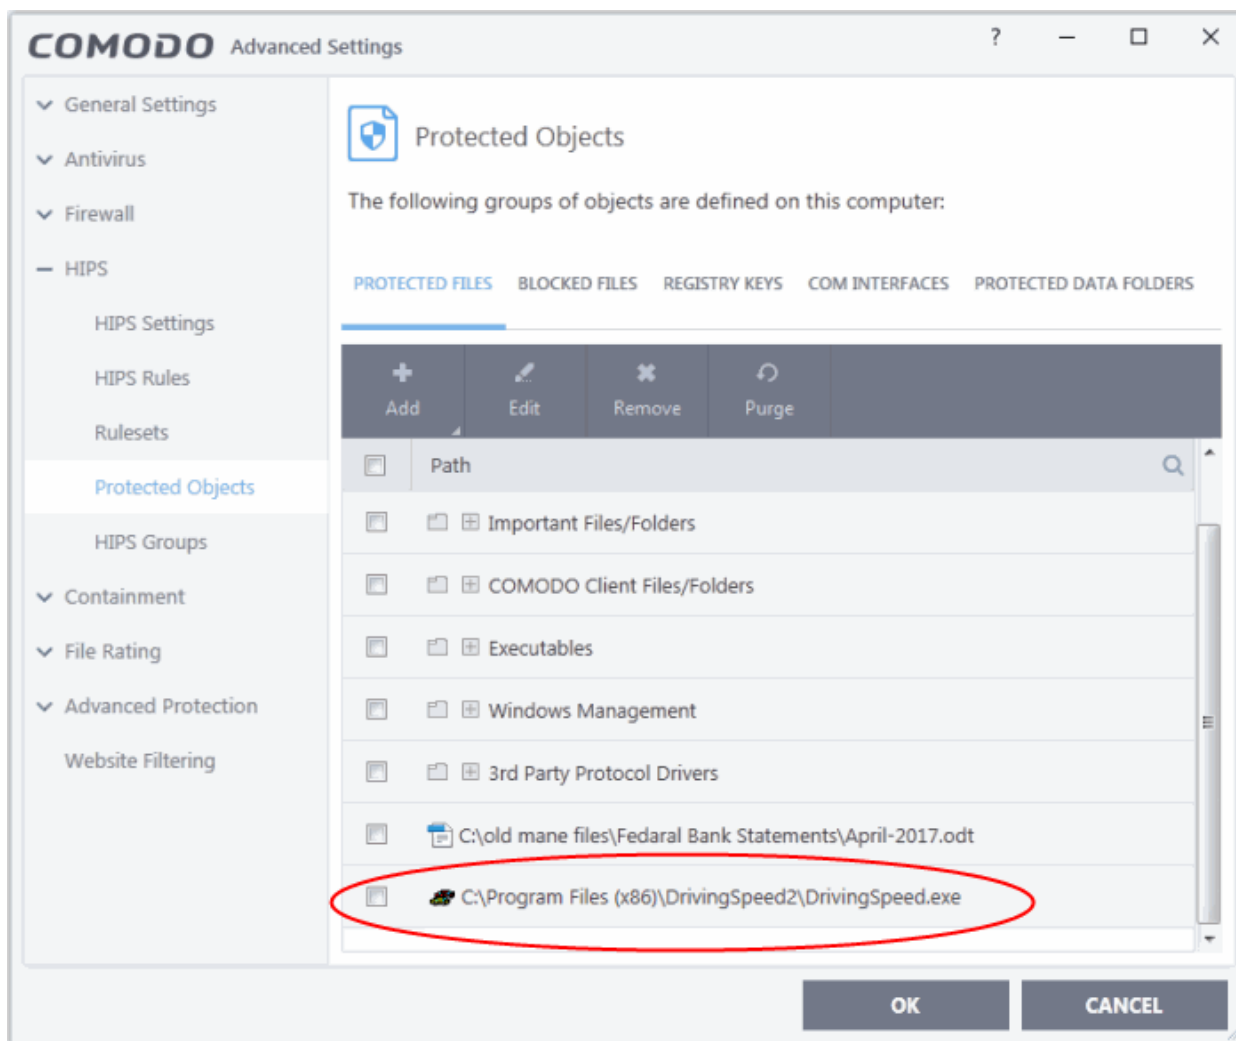 COMODO Advanced Settings
?
General Settings
Antivirus
Firewall
HIPS
HIPS Settings
HIPS Rules
Rulesets
Protected Objects
HIPS Groups
Containment
File Rating
Advanced Protection
Website Filtering
Protected Objects
The following groups of objects are defined on this computer:
PROTECTED FILES BLOCKED FILES REGISTRY KEYS COM INTERFACES PROTECTED DATA FOLDERS
Add Edit Remove Purge
Path
Important Files/Folders
COMODO Client Files/Folders
Executables
Windows Management
3rd Party Protocol Drivers
C:\old mane files\Fedaral Bank Statements\April-2017.odt
C:\Program Files (x86)\DrivingSpeed2\DrivingSpeed.exe
OK CANCEL